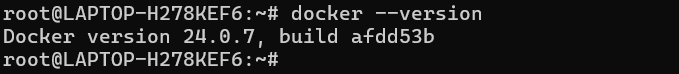 root@LAPTOP-H278KEF6:~# docker --version
Docker version 24.0.7, build afdd53b
root@LAPTOP-H278KEF6:~#